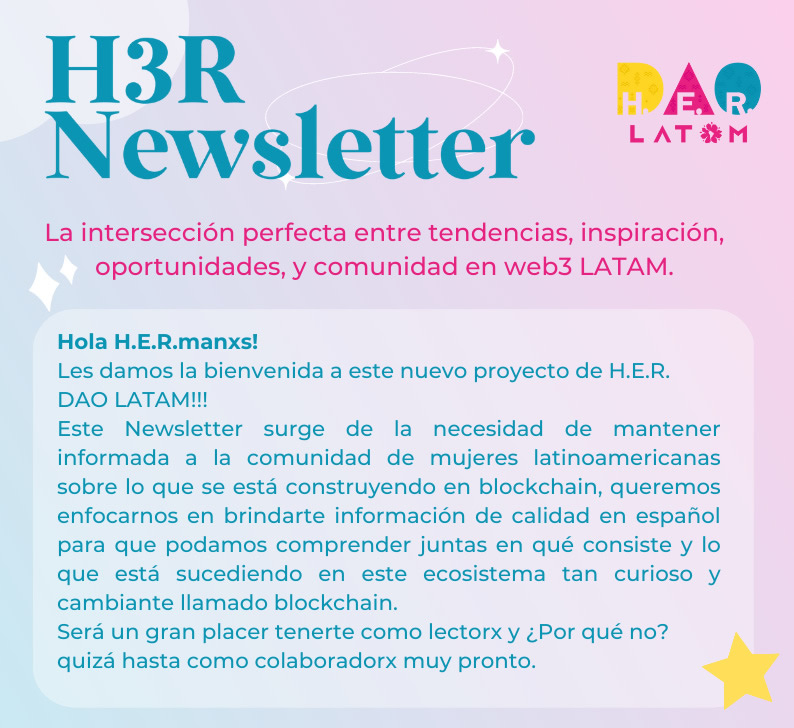 H3R
Newsletter
DAO
H.E.R.
LATAM
La intersección perfecta entre tendencias, inspiración,
oportunidades, y comunidad en web3 LATAM.
Hola H.E.R.manxs!
Les damos la bienvenida a este nuevo proyecto de H.E.R.
DAO LATAM!!!
Este Newsletter surge de la necesidad de mantener
informada a la comunidad de mujeres latinoamericanas
sobre lo que se está construyendo en blockchain, queremos
enfocarnos en brindarte información de calidad en español
para que podamos comprender juntas en qué consiste y lo
que está sucediendo en este ecosistema tan curioso y
cambiante llamado blockchain.
Será un gran placer tenerte como lectorx y ¿Por qué no?
quizá hasta como colaboradorx muy pronto.